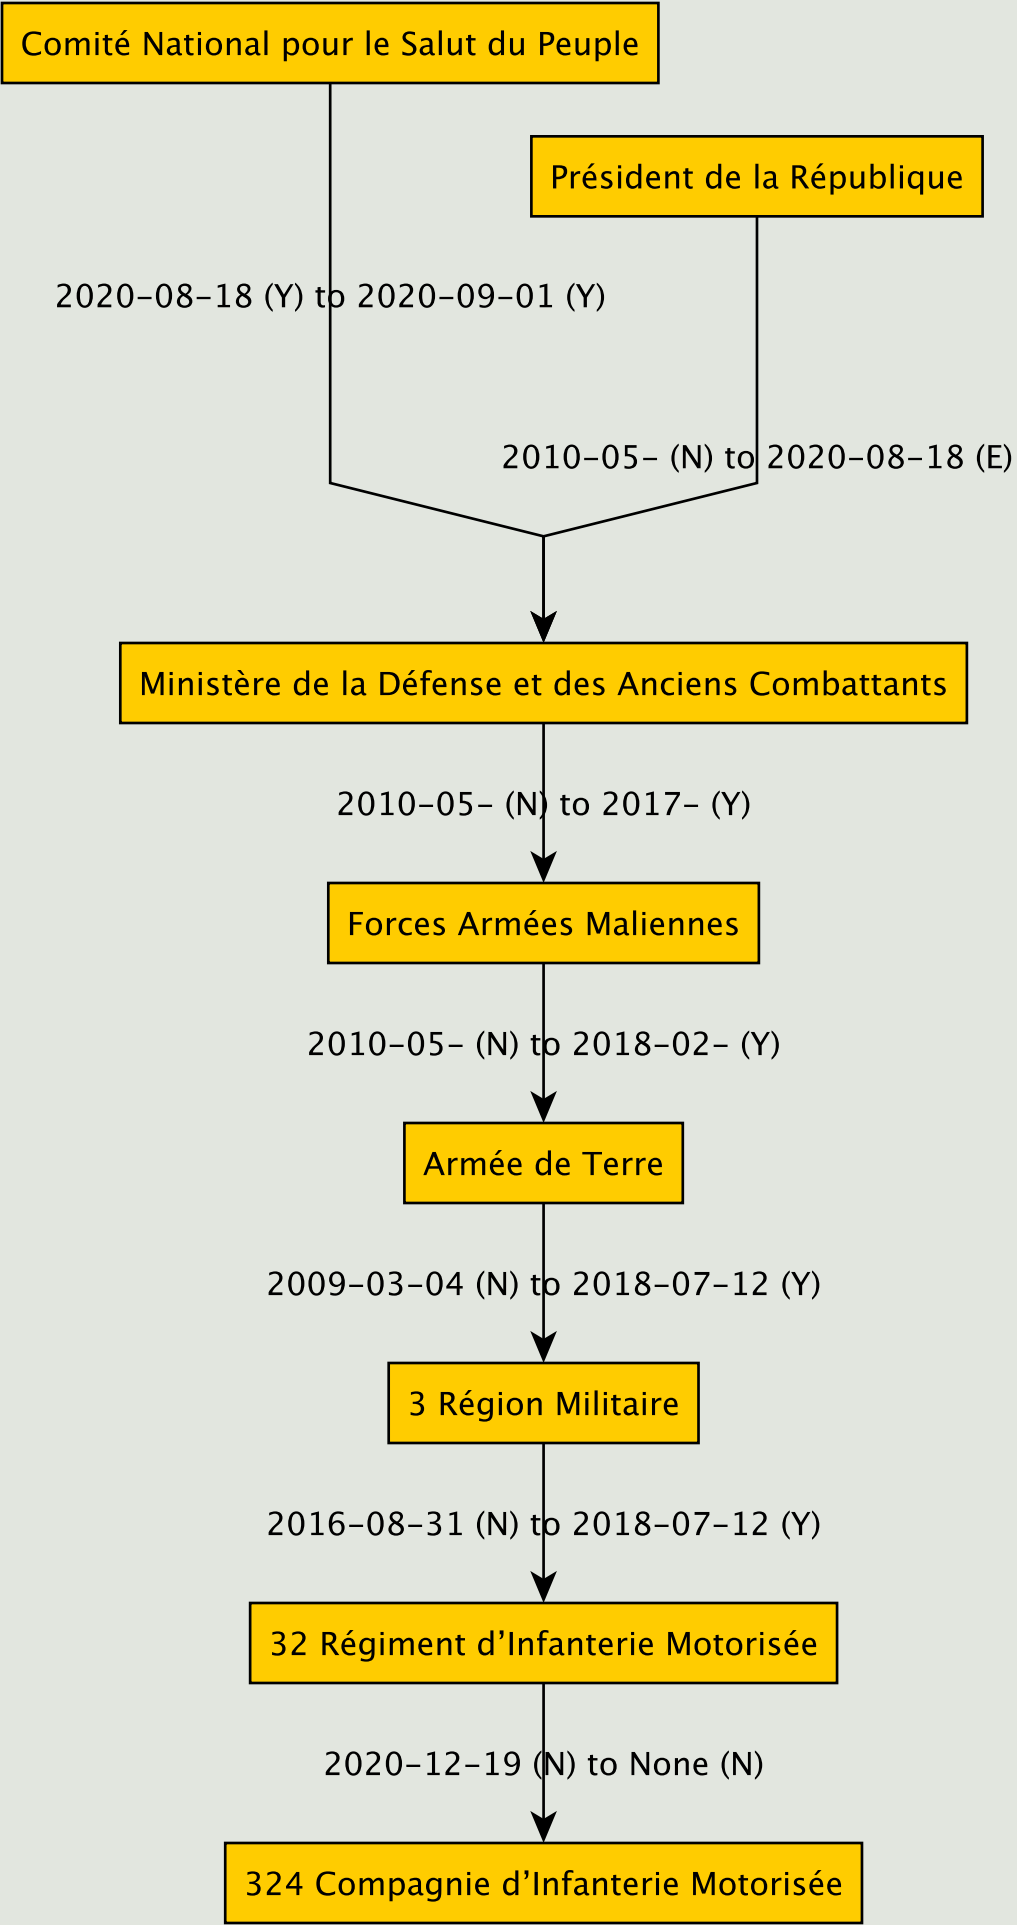 Comité National pour le Salut du Peuple
Président de la République
2020-08-18 (Y) to 2020-09-01 (Y)
2010-05- (N) to 2020-08-18 (E)
Ministère de la Défense et des Anciens Combattants
2010-05- (N) to 2017- (Y)
Forces Armées Maliennes
2010-05- (N) to 2018-02- (Y)
Armée de Terre
2009-03-04 (N) to 2018-07-12 (Y)
3 Région Militaire
2016-08-31 (N) to 2018-07-12 (Y)
32 Régiment d’Infanterie Motorisée
2020-12-19 (N) to None (N)
324 Compagnie d’Infanterie Motorisée